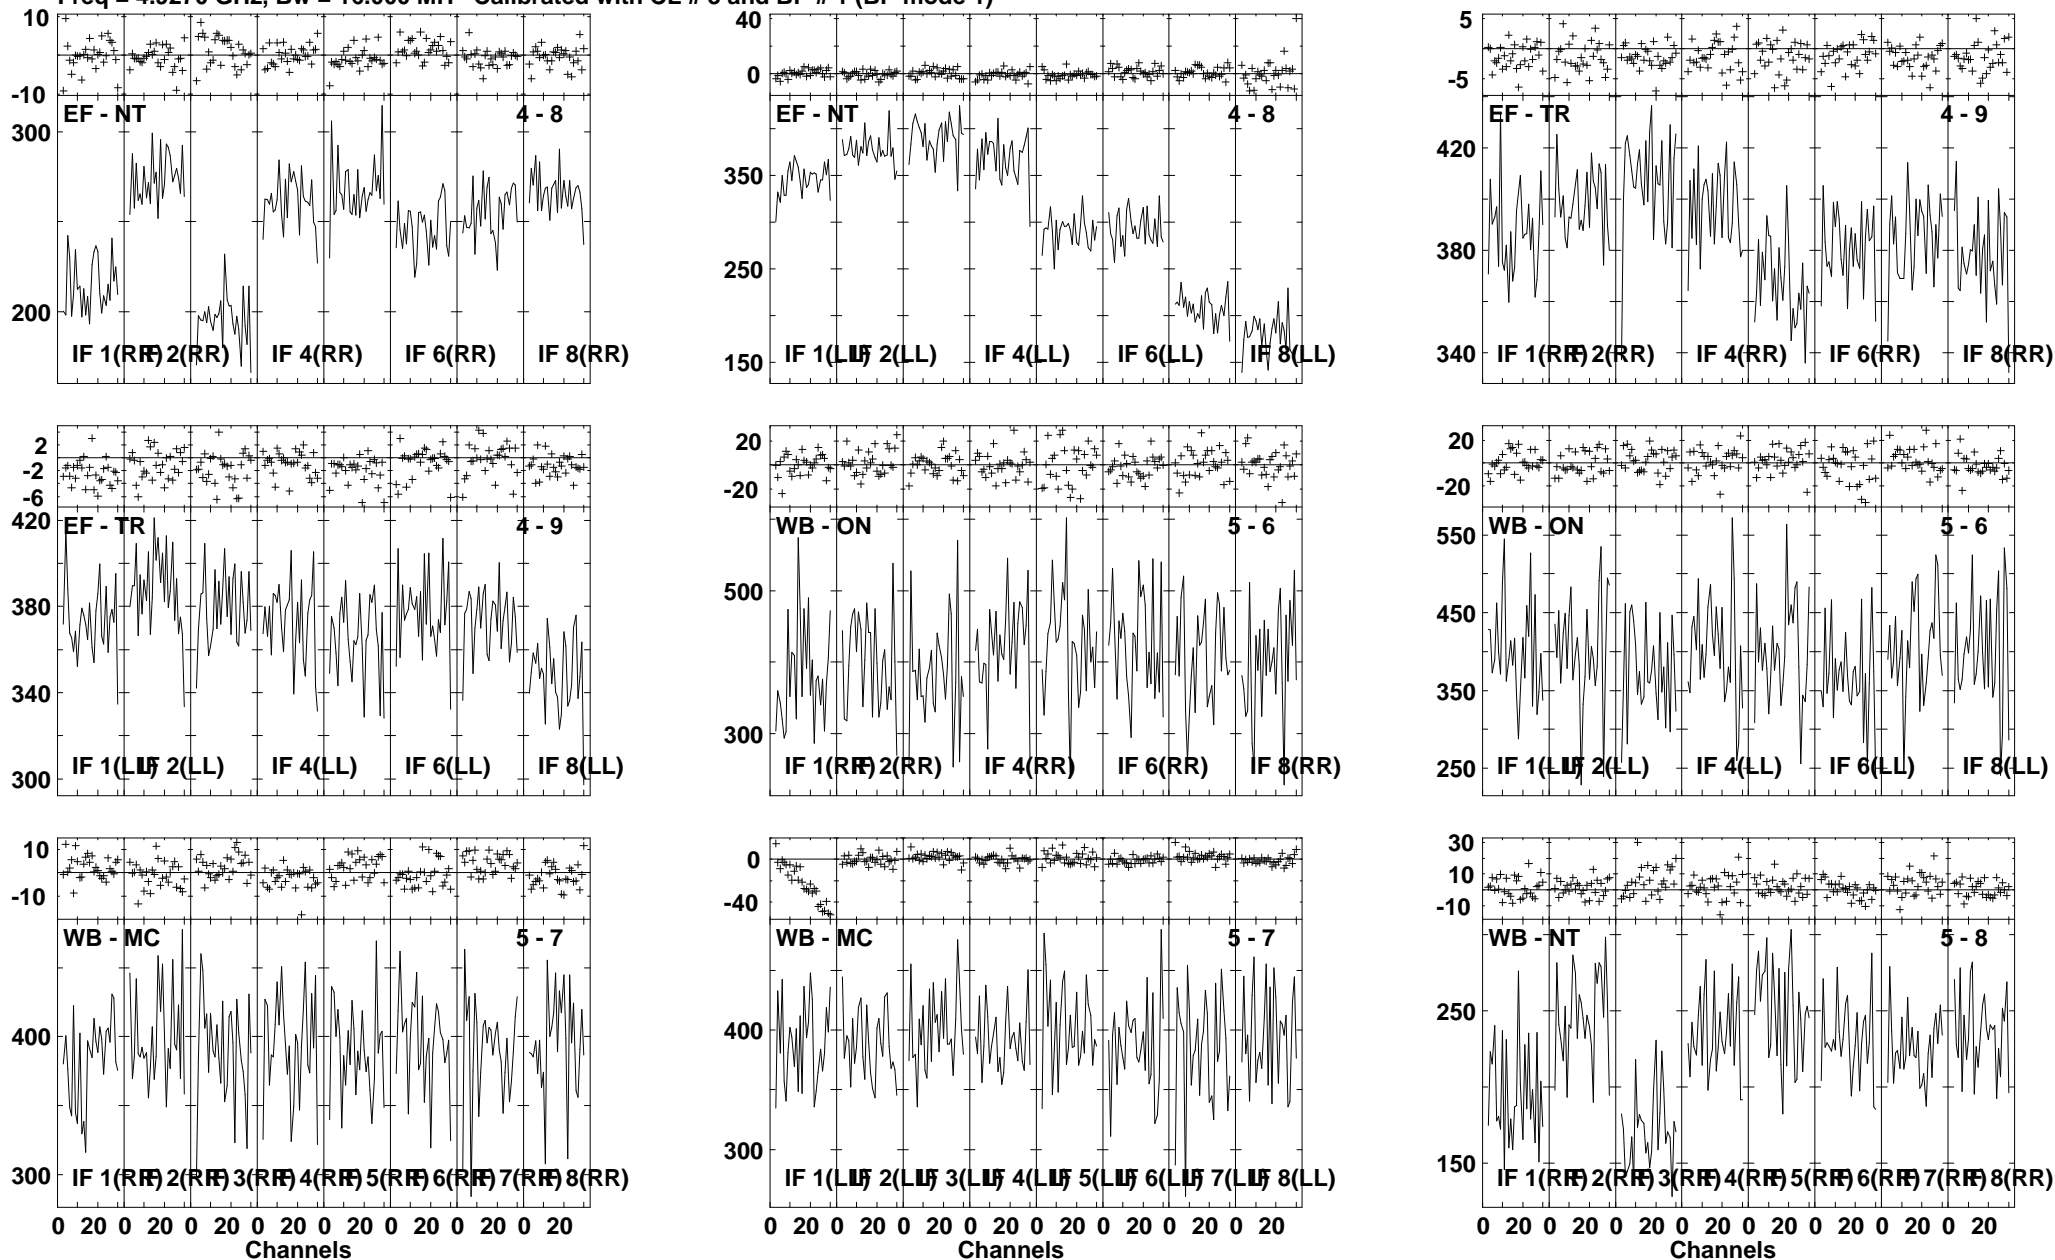 Calibrated with CL # and BP # 1 (BP mode 1)
10
0
-10
EF - NT 4 - 8
300
200
IF 1(RR) IF 2(RR) IF 4(RR) IF 6(RR) IF 8(RR)
40
0
EF - NT 4 - 8
350
250
150
IF 1(LL) IF 2(LL) IF 4(LL) IF 6(LL) IF 8(LL)
5
-5
EF - TR 4 - 9
420
380
340
IF 1(RR) IF 2(RR) IF 4(RR) IF 6(RR) IF 8(RR)
2
-2
-6
EF - TR 4 - 9
420
380
340
300
IF 1(LL) IF 2(LL) IF 4(LL) IF 6(LL) IF 8(LL)
20
-20
WB - ON 5 - 6
500
300
IF 1(RR) IF 2(RR) IF 4(RR) IF 6(RR) IF 8(RR)
20
-20
WB - ON 5 - 6
550
450
350
250
IF 1(LL) IF 2(LL) IF 4(LL) IF 6(LL) IF 8(LL)
10
-10
WB - MC 5 - 7
400
300
IF 1(RR) IF 2(RR) IF 3(RR) IF 4(RR) IF 5(RR) IF 6(RR) IF 7(RR) IF 8(RR)
0 20 0 20 0 20 0 20 0 20 0 20 0 20 0 20
Channels
0
-40
WB - MC 5 - 7
400
300
IF 1(LL) IF 2(LL) IF 3(LL) IF 4(LL) IF 5(LL) IF 6(LL) IF 7(LL) IF 8(LL)
0 20 0 20 0 20 0 20 0 20 0 20 0 20 0 20
Channels
30
10
-10
WB - NT 5 - 8
250
150
IF 1(RR) IF 2(RR) IF 3(RR) IF 4(RR) IF 5(RR) IF 6(RR) IF 7(RR) IF 8(RR)
0 20 0 20 0 20 0 20 0 20 0 20 0 20 0 20
Channels